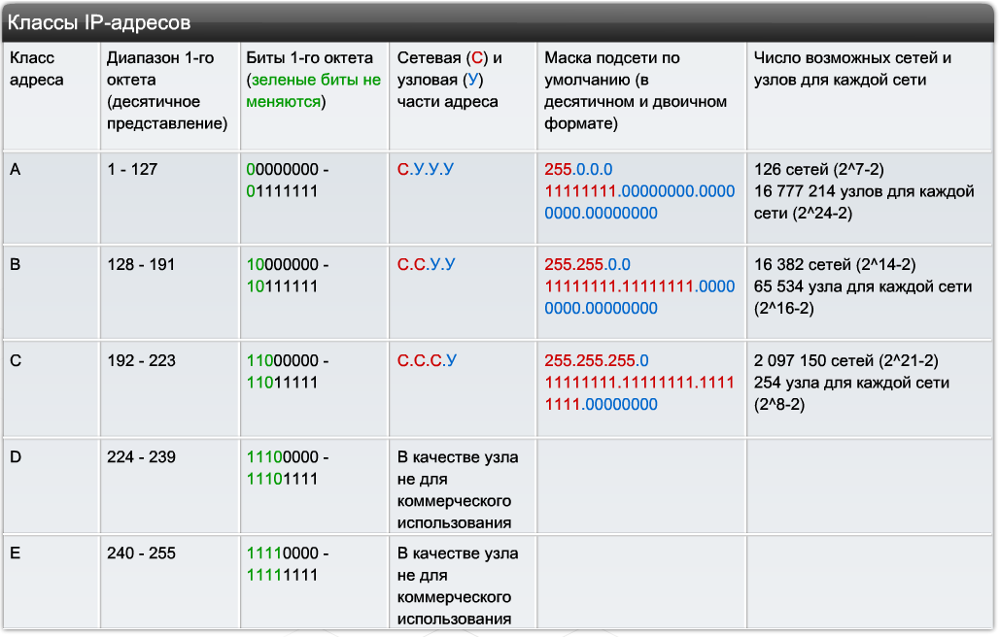 Классы IP-адресов
Класс
адреса
Диапазон 1-го
октета
(десятичное
представление)
Биты 1-го октета
(зеленые биты не
меняются)
Сетевая (С) и
узловая (У)
части адреса
Маска подсети по
умолчанию (в
десятичном и двоичном
формате)
Число возможных сетей и
узлов для каждой сети
A
1 - 127
00000000 -
01111111
С.У.У.У
255.0.0.0
11111111.00000000.0000
0000.00000000
126 сетей (2^7-2)
16 777 214 узлов для каждой
сети (2^24-2)
B
128 - 191
10000000 -
10111111
С.С.У.У
255.255.0.0
11111111.11111111.0000
0000.00000000
16 382 сетей (2^14-2)
65 534 узла для каждой сети
(2^16-2)
C
192 - 223
11000000 -
11011111
С.С.С.У
255.255.255.0
11111111.11111111.1111
1111.00000000
2 097 150 сетей (2^21-2)
254 узла для каждой сети
(2^8-2)
D
224 - 239
11100000 -
11101111
В качестве узла
не для
коммерческого
использования
E
240 - 255
11110000 -
11111111
В качестве узла
не для
коммерческого
использования